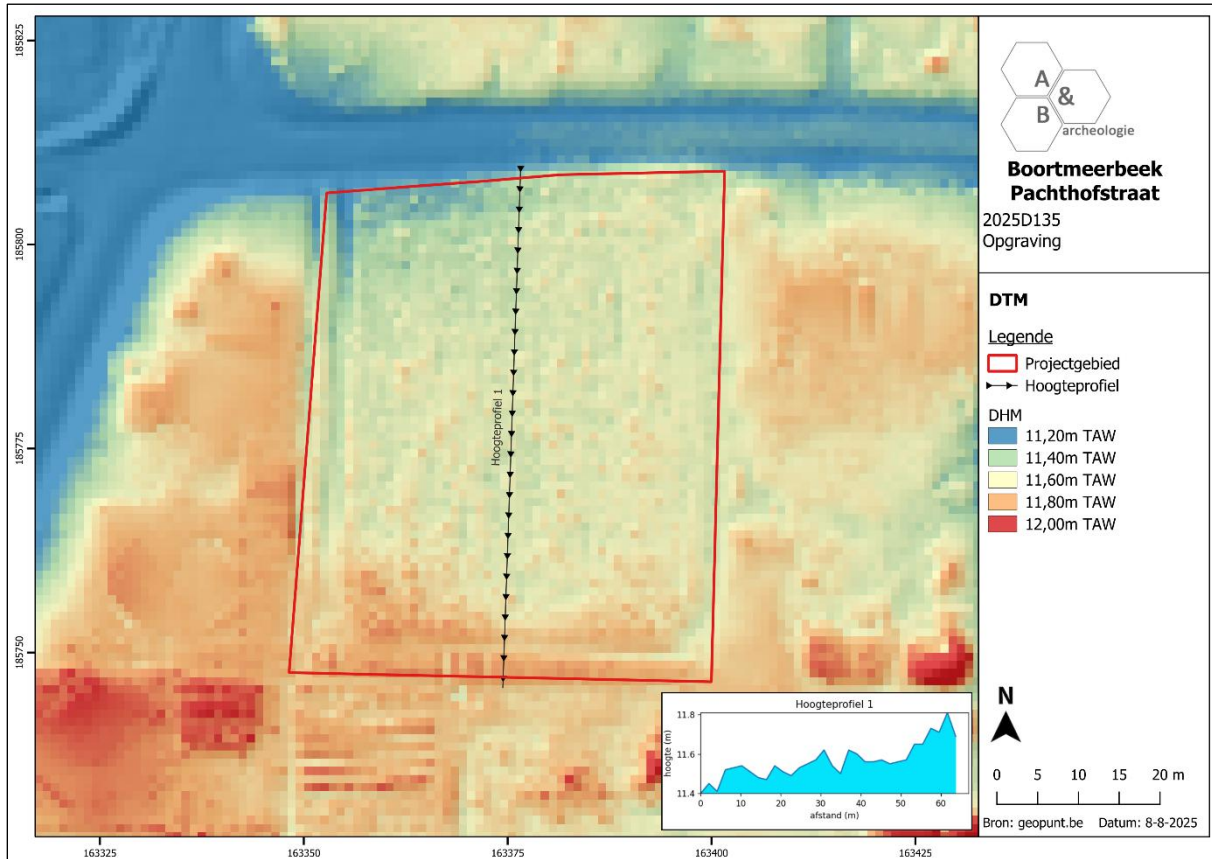 185825
185800
185775
185750
163325
163350
163375
163400
163425
Hoogteprofiel 1
Hoogteprofiel 1
11.8
11.6
11.4
hoogte (m)
0 10 20 30 40 50 60
afstand (m)
A
&
B
archeologie
Boortmeerbeek
Pachthofstraat
2025D135
Opgraving
DTM
Legende
Projectgebied
Hoogteprofiel
DHM
11,20m TAW
11,40m TAW
11,60m TAW
11,80m TAW
12,00m TAW
N
0 5 10 15 20 m
Bron: geopunt.be Datum: 8-8-2025